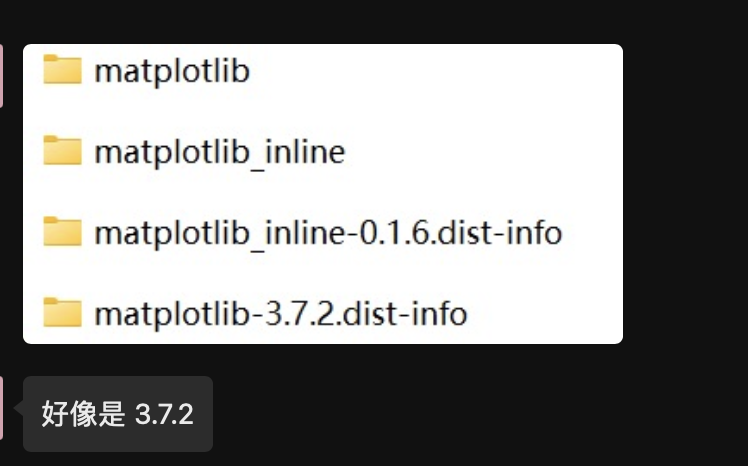 matplotlib
matplotlib_inline
matplotlib_inline-0.1.6.dist-info
matplotlib-3.7.2.dist-info
好像是 3.7.2